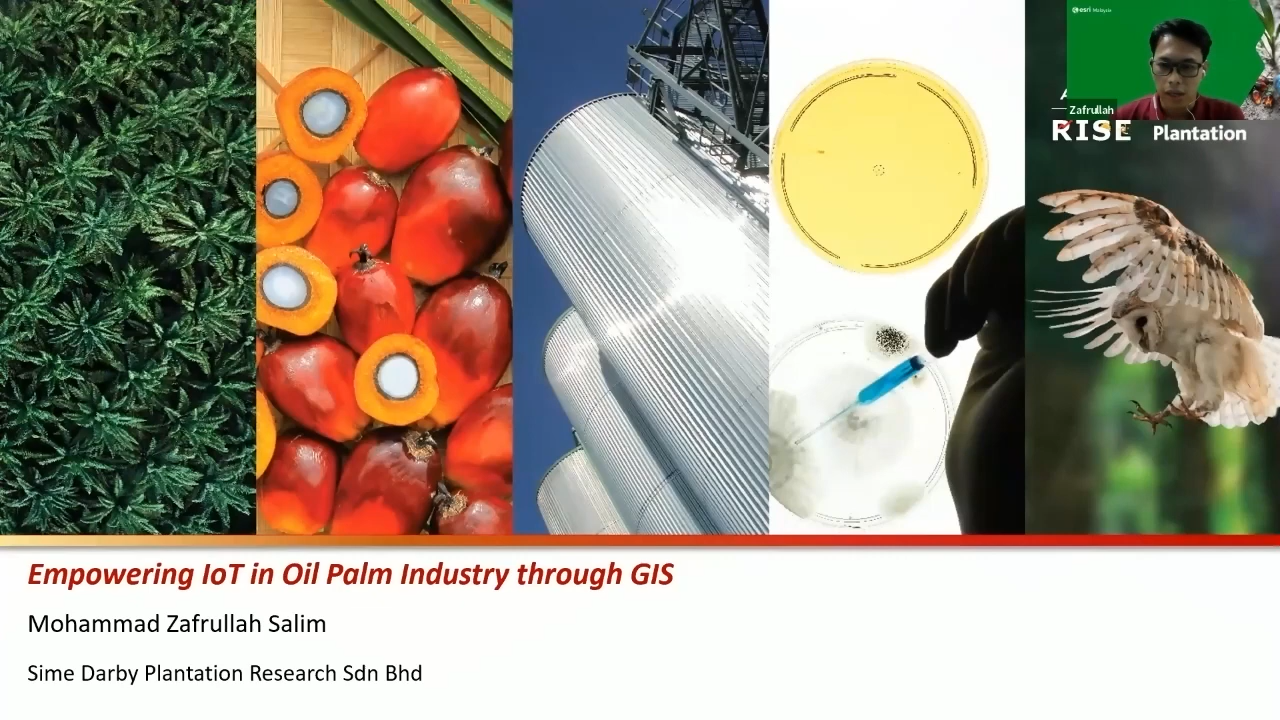 esri Malaysia
Zafrullah
RISE Plantation
Empowering IoT in Oil Palm Industry through GIS
Mohammad Zafrullah Salim
Sime Darby Plantation Research Sdn Bhd